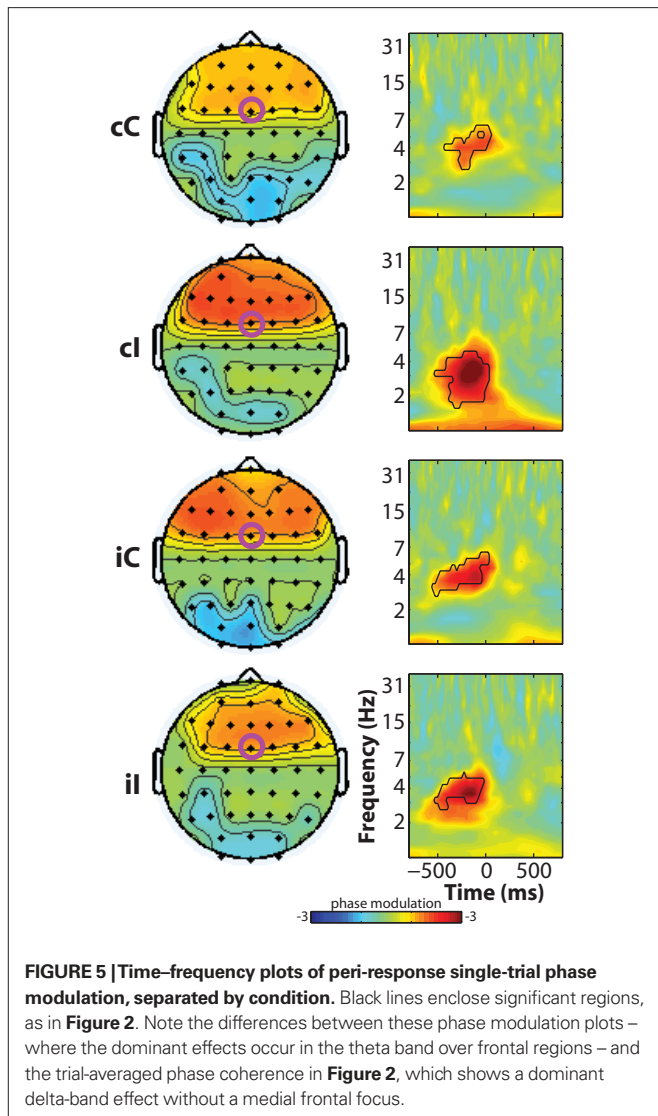 cC
31
15
7
4
2
cI
31
15
7
4
2
iC
31
15
7
4
2
iI
31
15
7
4
2
Frequency (Hz)
−500 0 500
Time (ms)
phase modulation
-3 -3
FIGURE 5 | Time–frequency plots of peri-response single-trial phase
modulation, separated by condition. Black lines enclose significant regions,
as in Figure 2. Note the differences between these phase modulation plots –
where the dominant effects occur in the theta band over frontal regions – and
the trial-averaged phase coherence in Figure 2, which shows a dominant
delta-band effect without a medial frontal focus.